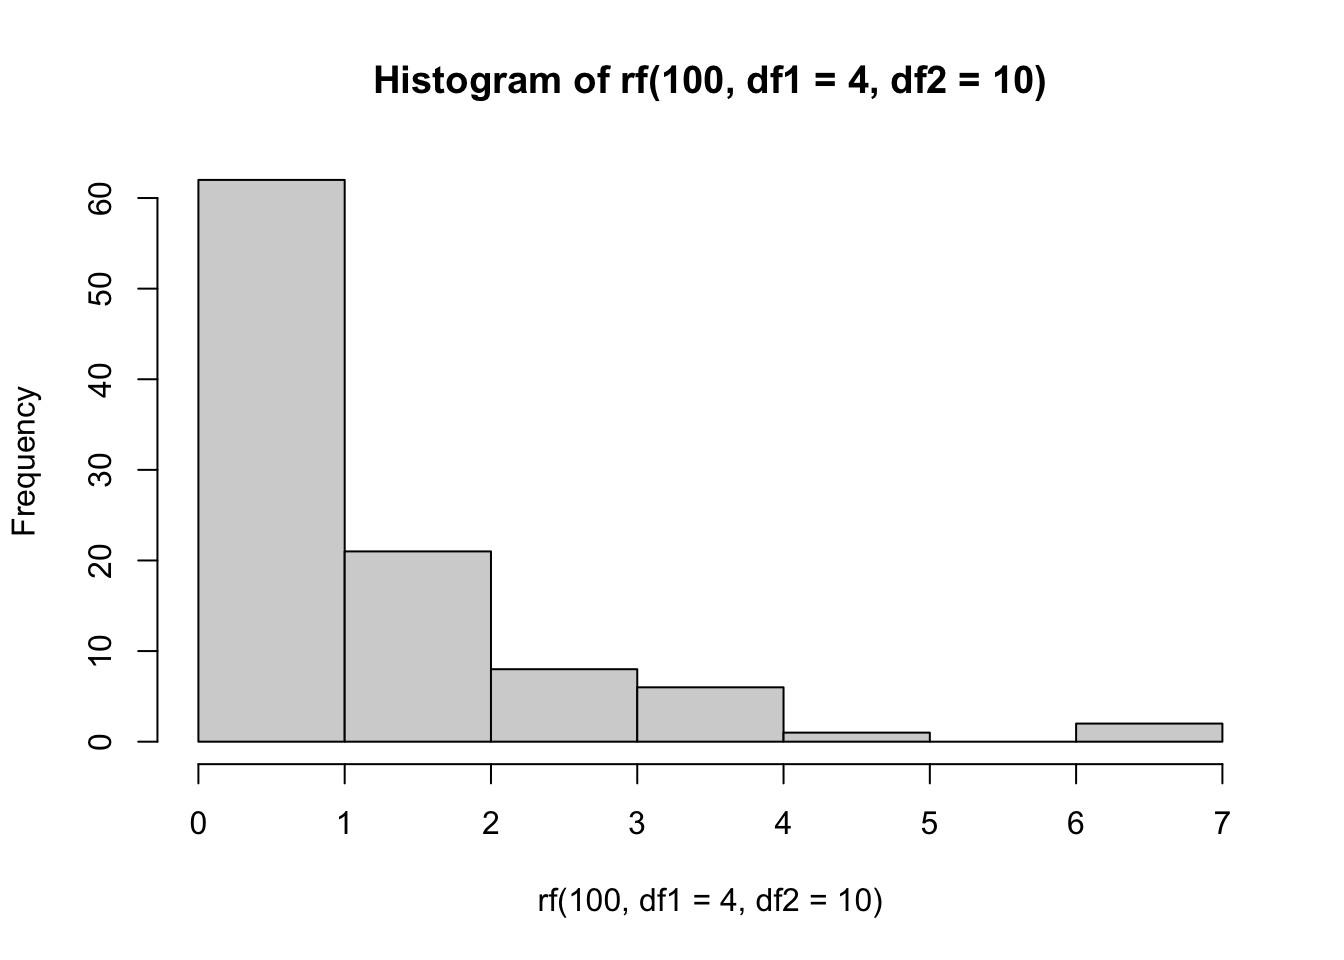 Histogram of rf(100, df1 = 4, df2 = 10)
Frequency
60
50
40
30
20
10
0
0 1 2 3 4 5 6 7
rf(100, df1 = 4, df2 = 10)